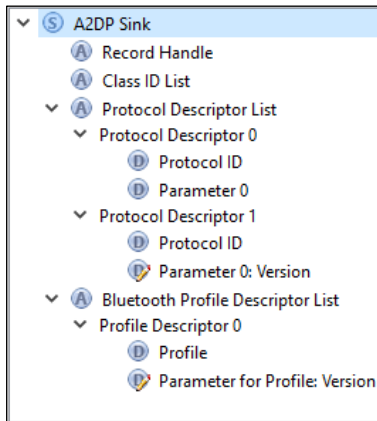 S A2DP Sink
A Record Handle
A Class ID List
A Protocol Descriptor List
Protocol Descriptor 0
D Protocol ID
D Parameter 0
Protocol Descriptor 1
D Protocol ID
D Parameter 0: Version
A Bluetooth Profile Descriptor List
Profile Descriptor 0
D Profile
D Parameter for Profile: Version